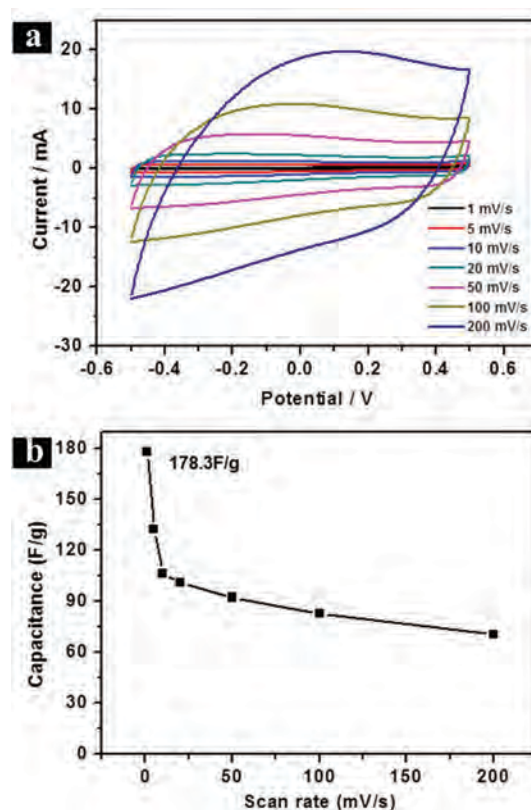 a
20
10
0
-10
-20
-30
Current / mA
1 mV/s
5 mV/s
10 mV/s
20 mV/s
50 mV/s
100 mV/s
200 mV/s
-0.6 -0.4 -0.2 0.0 0.2 0.4 0.6
Potential / V
b
178.3F/g
180
150
120
90
60
30
0
Capacitance (F/g)
0 50 100 150 200
Scan rate (mV/s)